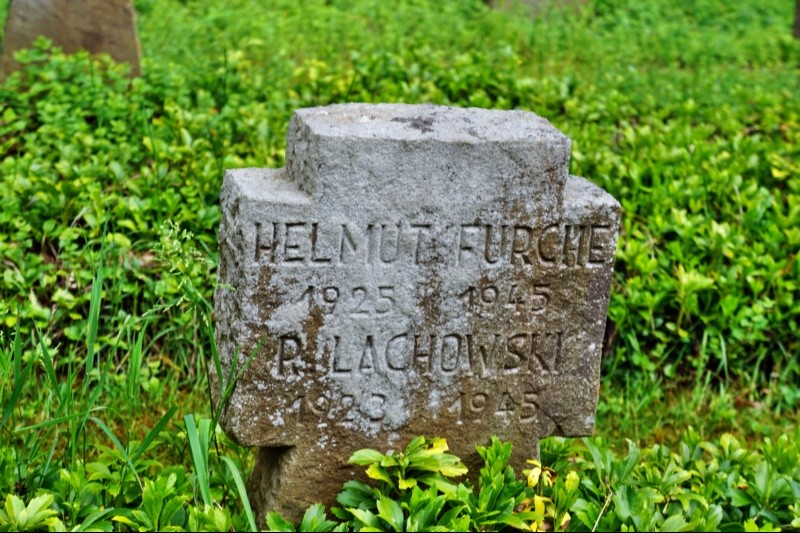 HELMUT FURCHE
1925 1945
R. LACHOWSKI
1923 1945